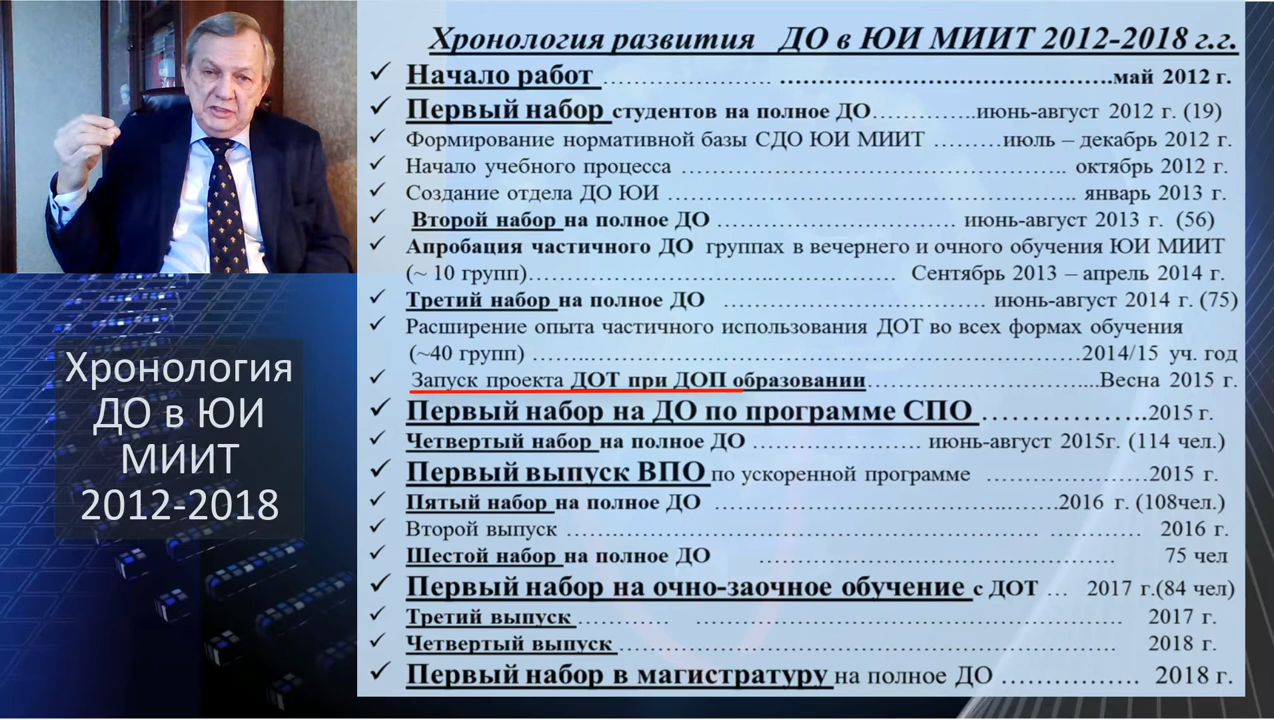 Хронология
ДО в ЮИ
МИИТ
2012-2018
Хронология развития ДО в ЮИ МИИТ 2012-2018 г.г.
✓ Начало работ ........................................................май 2012 г.
✓ Первый набор студентов на полное ДО..............июнь-август 2012 г. (19)
✓ Формирование нормативной базы СДО ЮИ МИИТ .........июль – декабрь 2012 г.
✓ Начало учебного процесса ........................................................ октябрь 2012 г.
✓ Создание отдела ДО ЮИ ........................................................ январь 2013 г.
✓ Второй набор на полное ДО ................................... июнь-август 2013 г. (56)
✓ Апробация частичного ДО группах в вечернего и очного обучения ЮИ МИИТ
(~ 10 групп)........................................................ Сентябрь 2013 – апрель 2014 г.
✓ Третий набор на полное ДО ................................... июнь-август 2014 г. (75)
✓ Расширение опыта частичного использования ДОТ во всех формах обучения
(~40 групп) ........................................................2014/15 уч. год
✓ Запуск проекта ДОТ при ДОП образовании..............................Весна 2015 г.
✓ Первый набор на ДО по программе СПО ....................2015 г.
✓ Четвертый набор на полное ДО ....................... июнь-август 2015г. (114 чел.)
✓ Первый выпуск ВПО по ускоренной программе ....................2015 г.
✓ Пятый набор на полное ДО ........................................2016 г. (108чел.)
✓ Второй выпуск ........................................................ 2016 г.
✓ Шестой набор на полное ДО ........................................ 75 чел
✓ Первый набор на очно-заочное обучение с ДОТ ... 2017 г.(84 чел)
✓ Третий выпуск ........................................................ 2017 г.
✓ Четвертый выпуск ........................................................ 2018 г.
✓ Первый набор в магистратуру на полное ДО .................... 2018 г.